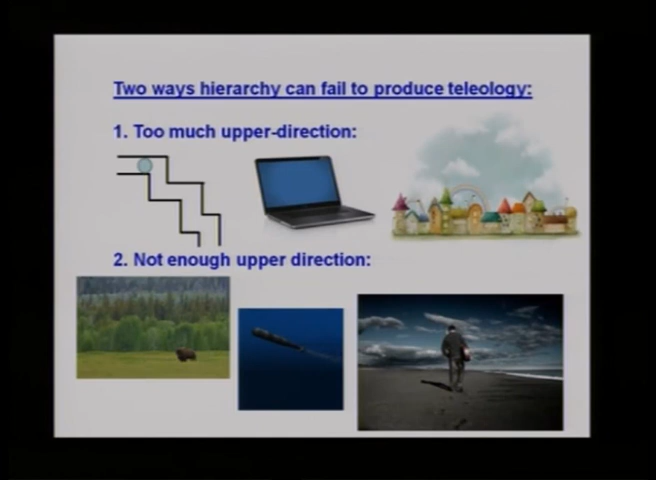 Two ways hierarchy can fail to produce teleology:
1. Too much upper-direction:
2. Not enough upper direction: